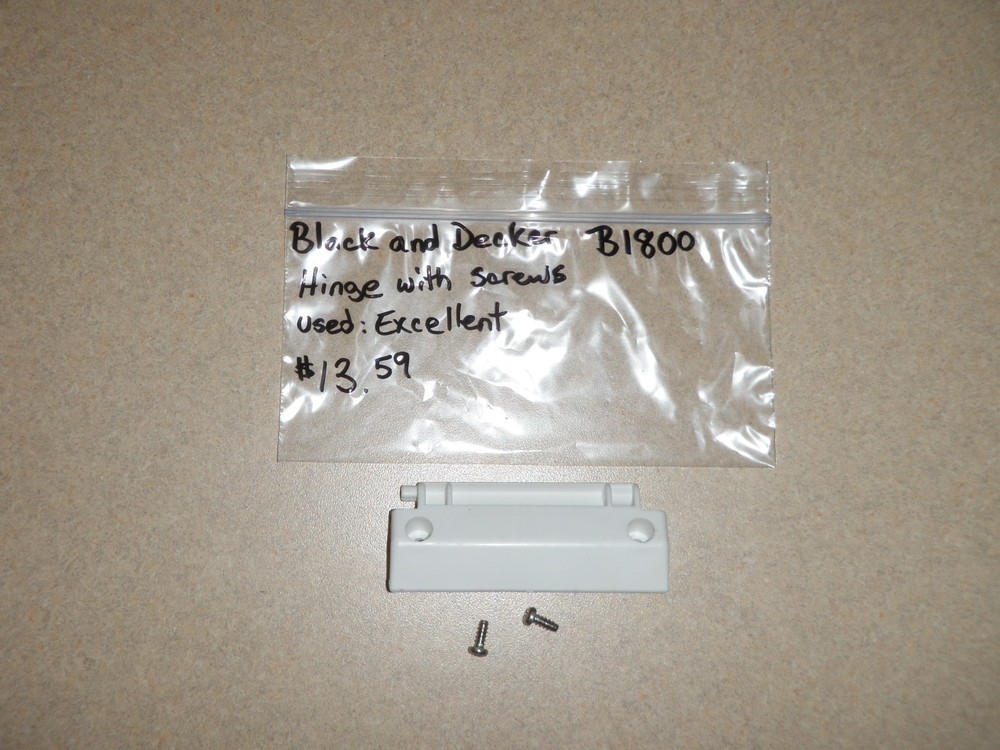 Black and Decker B1800
Hinge with screws
used: Excellent
$13.59